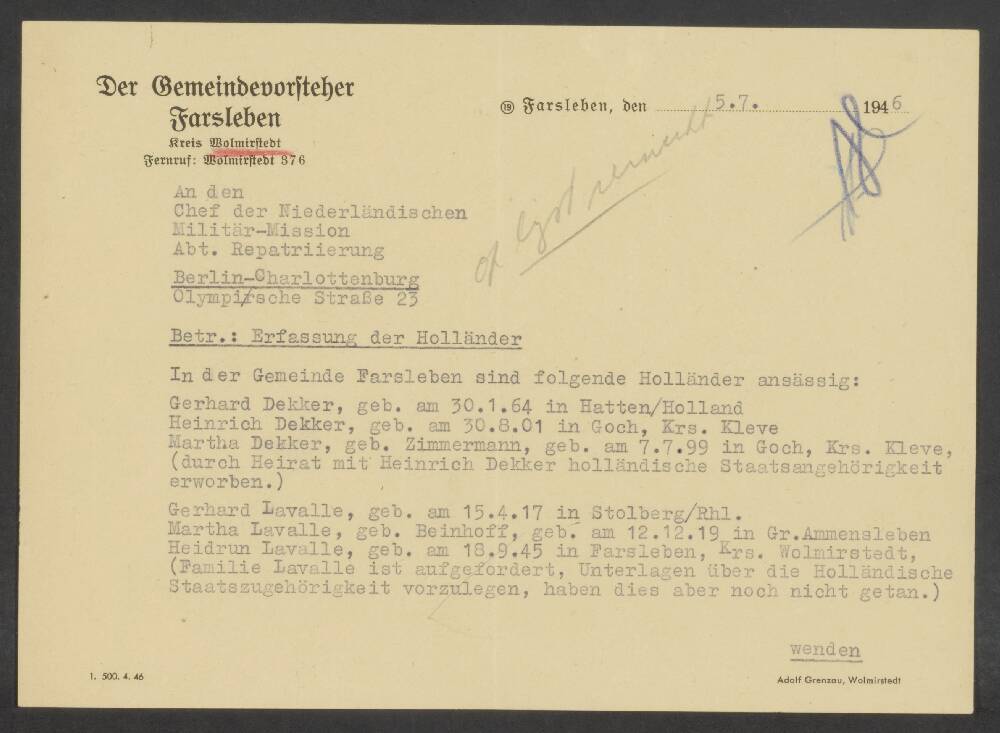 Der Gemeindevorsteher
Farsleben
Kreis Wolmirstedt
Fernruf: Wolmirstedt 376
⑲ Farsleben, den 5.7. 1946
An den
Chef der Niederländischen
Militär-Mission
Abt. Repatriierung
Berlin-Charlottenburg
Olympische Straße 23
Betr.: Erfassung der Holländer
In der Gemeinde Farsleben sind folgende Holländer ansässig:
Gerhard Dekker, geb. am 30.1.64 in Hatten/Holland
Heinrich Dekker, geb. am 30.8.01 in Goch, Krs. Kleve
Martha Dekker, geb. Zimmermann, geb. am 7.7.99 in Goch, Krs. Kleve,
(durch Heirat mit Heinrich Dekker holländische Staatsangehörigkeit
erworben.)
Gerhard Lavalle, geb. am 15.4.17 in Stolberg/Rhl.
Martha Lavalle, geb. Beinhoff, geb. am 12.12.19 in Gr.Ammensleben
Heidrun Lavalle, geb. am 18.9.45 in Farsleben, Krs. Wolmirstedt,
(Familie Lavalle ist aufgefordert, Unterlagen über die Holländische
Staatszugehörigkeit vorzulegen, haben dies aber noch nicht getan.)
wenden
1. 500. 4. 46
Adolf Grenzau, Wolmirstedt